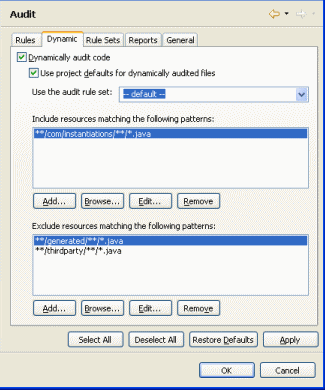 Audit
Rules Dynamic Rule Sets Reports General
Dynamically audit code
Use project defaults for dynamically audited files
Use the audit rule set: -- default --
Include resources matching the following patterns:
**/com/instantiations/**/*.java
Add... Browse... Edit... Remove
Exclude resources matching the following patterns:
**/generated/**/*.java
**/thirdparty/**/*.java
Add... Browse... Edit... Remove
Select All Deselect All Restore Defaults Apply
OK Cancel